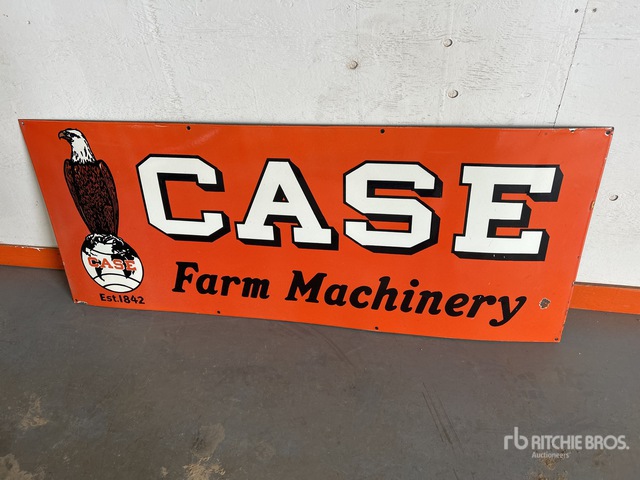 CASE
Farm Machinery
CASE
Est.1842
rb RITCHIE BROS.
Auctioneers